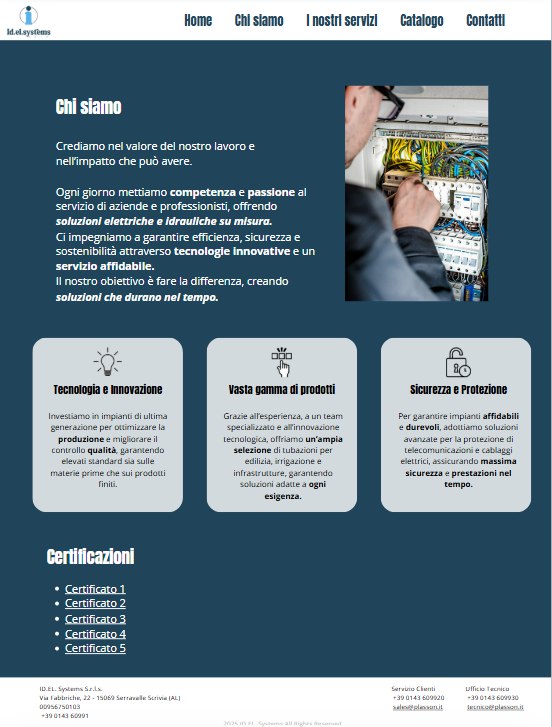 Id.el.systems
Home Chi siamo I nostri servizi Catalogo Contatti
Chi siamo
Crediamo nel valore del nostro lavoro e
nell’impatto che può avere.
Ogni giorno mettiamo competenza e passione al
servizio di aziende e professionisti, offrendo
soluzioni elettriche e idrauliche su misura.
Ci impegniamo a garantire efficienza, sicurezza e
sostenibilità attraverso tecnologie innovative e un
servizio affidabile.
Il nostro obiettivo è fare la differenza, creando
soluzioni che durano nel tempo.
Tecnologia e Innovazione
Investiamo in impianti di ultima
generazione per ottimizzare la
produzione e migliorare il
controllo qualità, garantendo
elevati standard sia sulle
materie prime che sui prodotti
finiti.
Vasta gamma di prodotti
Grazie all’esperienza, a un team
specializzato e all’innovazione
tecnologica, offriamo un’ampia
selezione di tubazioni per
edilizia, irrigazione e
infrastrutture, garantendo
soluzioni adatte a ogni
esigenza.
Sicurezza e Protezione
Per garantire impianti affidabili
e durevoli, adottiamo soluzioni
avanzate per la protezione di
telecomunicazioni e cablaggi
elettrici, assicurando massima
sicurezza e prestazioni nel
tempo.
Certificazioni
Certificato 1
Certificato 2
Certificato 3
Certificato 4
Certificato 5
ID.EL. Systems S.r.l.s.
Via Fabbriche, 22 - 15069 Serravalle Scrivia (AL)
00956750103
+39 0143 60991
Servizio Clienti
+39 0143 609920
sales@plasson.it
Ufficio Tecnico
+39 0143 609930
tecnico@plasson.it
2025 ID.EL. Systems All Rights Reserved